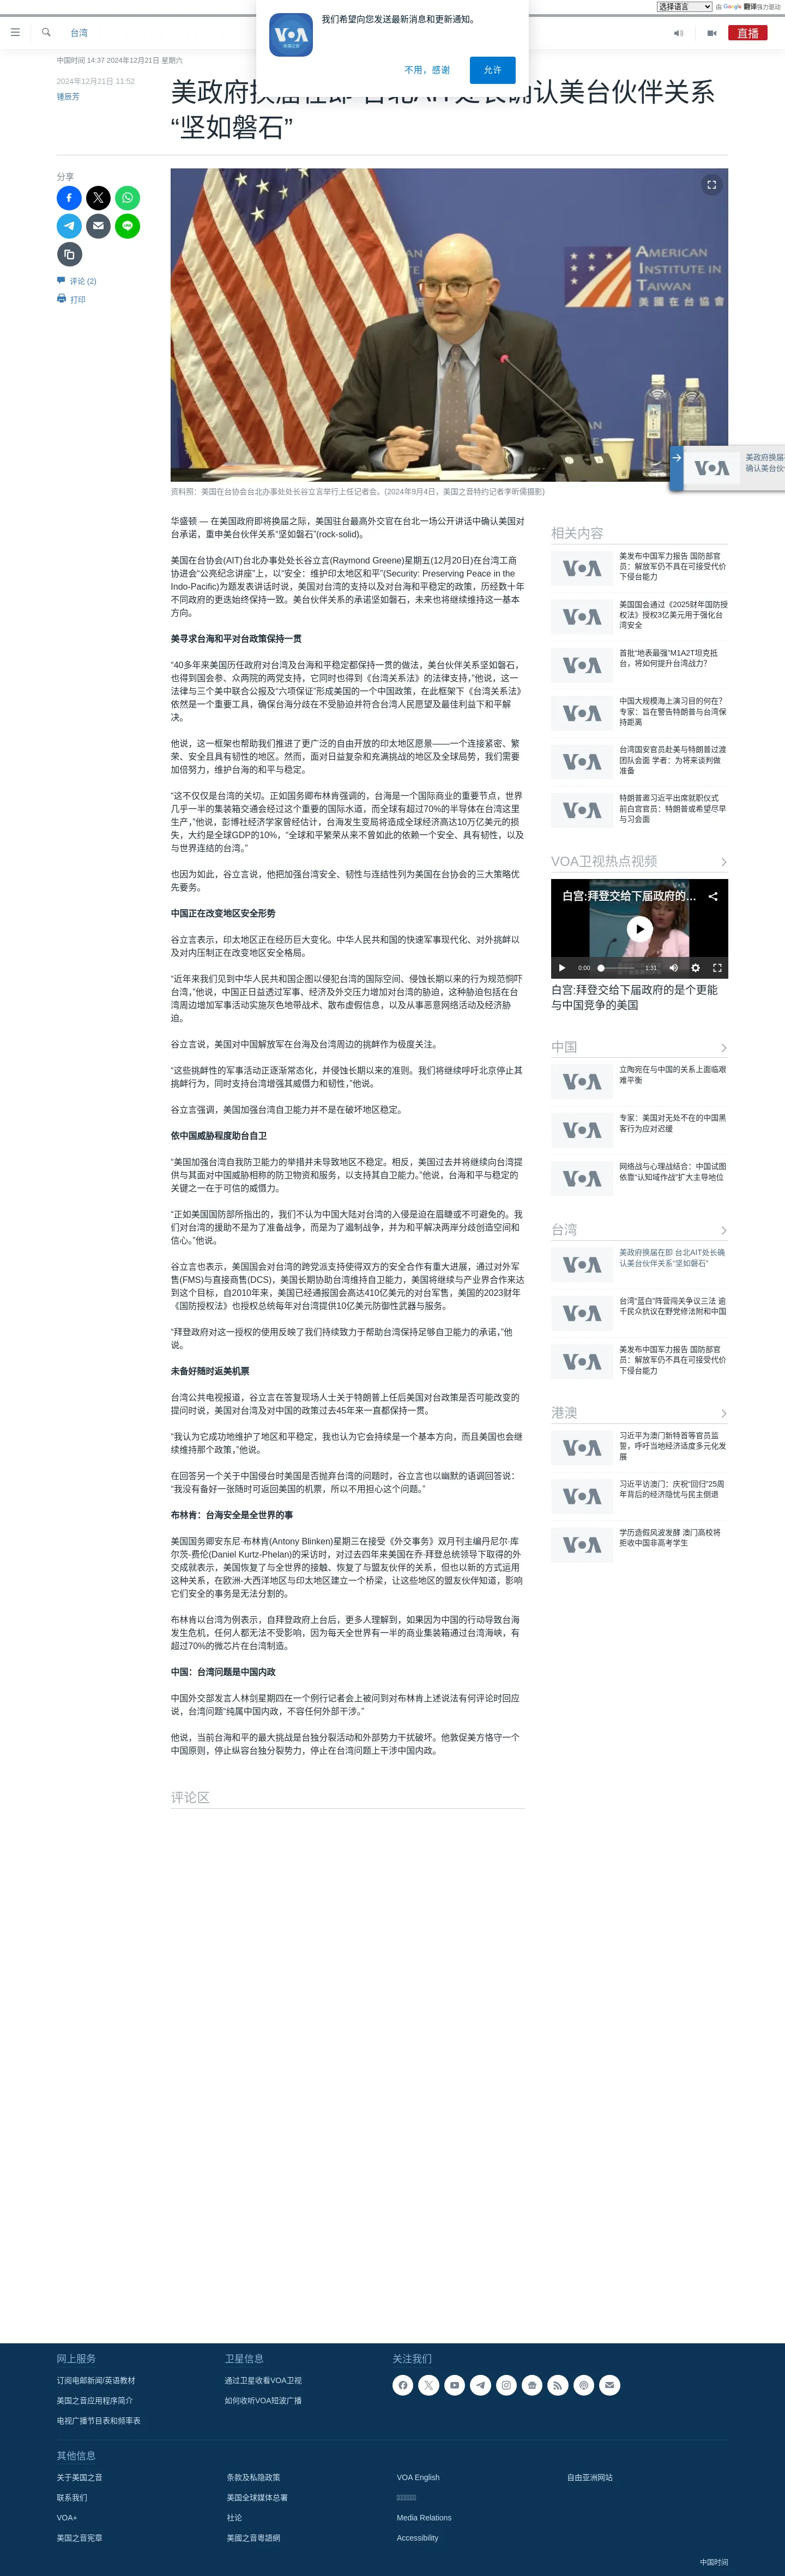 选择语言
由 Google 翻译强力驱动
我们希望向您发送最新消息和更新通知。
VOA
不用，感谢
允许
台湾
直播
中国时间 14:37 2024年12月21日 星期六
2024年12月21日 11:52
锺辰芳
美政府换届在即 台北AIT处长确认美台伙伴关系
“坚如磐石”
分享
评论 (2)
打印
AMERICAN
INSTITUTE IN
TAIWAN
美國在台協會
资料照：美国在台协会台北办事处处长谷立言举行上任记者会。(2024年9月4日，美国之音特约记者李昕儒摄影)
美政府换届
确认美台伙
华盛顿 — 在美国政府即将换届之际，美国驻台最高外交官在台北一场公开讲话中确认美国对
台承诺，重申美台伙伴关系“坚如磐石”(rock-solid)。
美国在台协会(AIT)台北办事处处长谷立言(Raymond Greene)星期五(12月20日)在台湾工商
协进会“公亮纪念讲座”上，以“安全：维护印太地区和平”(Security: Preserving Peace in the
Indo-Pacific)为题发表讲话时说，美国对台湾的支持以及对台海和平稳定的政策，历经数十年
不同政府的更迭始终保持一致。美台伙伴关系的承诺坚如磐石，未来也将继续维持这一基本
方向。
美寻求台海和平对台政策保持一贯
“40多年来美国历任政府对台湾及台海和平稳定都保持一贯的做法，美台伙伴关系坚如磐石，
也得到国会参、众两院的两党支持，它同时也得到《台湾关系法》的法律支持，”他说，这一
法律与三个美中联合公报及“六项保证”形成美国的一个中国政策，在此框架下《台湾关系法》
依然是一个重要工具，确保台海分歧在不受胁迫并符合台湾人民愿望及最佳利益下和平解
决。
他说，这一框架也帮助我们推进了更广泛的自由开放的印太地区愿景——一个连接紧密、繁
荣、安全且具有韧性的地区。然而，面对日益复杂和充满挑战的地区及全球局势，我们需要
加倍努力，维护台海的和平与稳定。
“这不仅仅是台湾的关切。正如国务卿布林肯强调的，台海是一个国际商业的重要节点，世界
几乎一半的集装箱交通会经过这个重要的国际水道，而全球有超过70%的半导体在台湾这里
生产，”他说，彭博社经济学家曾经估计，台海发生变局将造成全球经济高达10万亿美元的损
失，大约是全球GDP的10%，“全球和平繁荣从来不曾如此的依赖一个安全、具有韧性，以及
与世界连结的台湾。”
也因为如此，谷立言说，他把加强台湾安全、韧性与连结性列为美国在台协会的三大策略优
先要务。
中国正在改变地区安全形势
谷立言表示，印太地区正在经历巨大变化。中华人民共和国的快速军事现代化、对外挑衅以
及对内压制正在改变地区安全格局。
“近年来我们见到中华人民共和国企图以侵犯台湾的国际空间、侵蚀长期以来的行为规范恫吓
台湾，”他说，中国正日益透过军事、经济及外交压力增加对台湾的胁迫，这种胁迫包括在台
湾周边增加军事活动实施灰色地带战术、散布虚假信息，以及从事恶意网络活动及经济胁
迫。
谷立言说，美国对中国解放军在台海及台湾周边的挑衅作为极度关注。
“这些挑衅性的军事活动正逐渐常态化，并侵蚀长期以来的准则。我们将继续呼吁北京停止其
挑衅行为，同时支持台湾增强其威慑力和韧性，”他说。
谷立言强调，美国加强台湾自卫能力并不是在破坏地区稳定。
依中国威胁程度助台自卫
“美国加强台湾自我防卫能力的举措并未导致地区不稳定。相反，美国过去并将继续向台湾提
供与其面对中国威胁相称的防卫物资和服务，以支持其自卫能力。”他说，台海和平与稳定的
关键之一在于可信的威慑力。
“正如美国国防部所指出的，我们不认为中国大陆对台湾的入侵是迫在眉睫或不可避免的。我
们对台湾的援助不是为了准备战争，而是为了遏制战争，并为和平解决两岸分歧创造空间和
信心。”他说。
谷立言也表示，美国国会对台湾的跨党派支持使得双方的安全合作有重大进展，通过对外军
售(FMS)与直接商售(DCS)，美国长期协助台湾维持自卫能力，美国将继续与产业界合作来达
到这个目标，自2010年来，美国已经通报国会高达410亿美元的对台军售，美国的2023财年
《国防授权法》也授权总统每年对台湾提供10亿美元防御性武器与服务。
“拜登政府对这一授权的使用反映了我们持续致力于帮助台湾保持足够自卫能力的承诺，”他
说。
未备好随时返美机票
台湾公共电视报道，谷立言在答复现场人士关于特朗普上任后美国对台政策是否可能改变的
提问时说，美国对台湾及对中国的政策过去45年来一直都保持一贯。
“我认为它成功地维护了地区和平稳定，我也认为它会持续是一个基本方向，而且美国也会继
续维持那个政策，”他说。
在回答另一个关于中国侵台时美国是否抛弃台湾的问题时，谷立言也以幽默的语调回答说：
“我没有备好一张随时可返回美国的机票，所以不用担心这个问题。”
布林肯：台海安全是全世界的事
美国国务卿安东尼·布林肯(Antony Blinken)星期三在接受《外交事务》双月刊主编丹尼尔·库
尔茨-费伦(Daniel Kurtz-Phelan)的采访时，对过去四年来美国在乔·拜登总统领导下取得的外
交成就表示，美国恢复了与全世界的接触、恢复了与盟友伙伴的关系，但也以新的方式运用
这种关系，在欧洲-大西洋地区与印太地区建立一个桥梁，让这些地区的盟友伙伴知道，影响
它们安全的事务是无法分割的。
布林肯以台湾为例表示，自拜登政府上台后，更多人理解到，如果因为中国的行动导致台海
发生危机，任何人都无法不受影响，因为每天全世界有一半的商业集装箱通过台湾海峡，有
超过70%的微芯片在台湾制造。
中国：台湾问题是中国内政
中国外交部发言人林剑星期四在一个例行记者会上被问到对布林肯上述说法有何评论时回应
说，台湾问题“纯属中国内政，不容任何外部干涉。”
他说，当前台海和平的最大挑战是台独分裂活动和外部势力干扰破坏。他敦促美方恪守一个
中国原则，停止纵容台独分裂势力，停止在台湾问题上干涉中国内政。
评论区
相关内容
美发布中国军力报告 国防部官
员：解放军仍不具在可接受代价
下侵台能力
美国国会通过《2025财年国防授
权法》授权3亿美元用于强化台
湾安全
首批“地表最强”M1A2T坦克抵
台，将如何提升台湾战力？
中国大规模海上演习目的何在？
专家：旨在警告特朗普与台湾保
持距离
台湾国安官员赴美与特朗普过渡
团队会面 学者：为将来谈判做
准备
特朗普邀习近平出席就职仪式
前白宫官员：特朗普或希望尽早
与习会面
VOA卫视热点视频
白宫:拜登交给下届政府的...
0:00
1:31
白宫:拜登交给下届政府的是个更能
与中国竞争的美国
中国
立陶宛在与中国的关系上面临艰
难平衡
专家：美国对无处不在的中国黑
客行为应对迟缓
网络战与心理战结合：中国试图
依靠“认知域作战”扩大主导地位
台湾
美政府换届在即 台北AIT处长确
认美台伙伴关系“坚如磐石”
台湾“蓝白”阵营闯关争议三法 逾
千民众抗议在野党修法附和中国
美发布中国军力报告 国防部官
员：解放军仍不具在可接受代价
下侵台能力
港澳
习近平为澳门新特首等官员监
誓，呼吁当地经济适度多元化发
展
习近平访澳门：庆祝“回归”25周
年背后的经济隐忧与民主倒退
学历造假风波发酵 澳门高校将
拒收中国非高考学生
网上服务
订阅电邮新闻/英语教材
美国之音应用程序简介
电视广播节目表和频率表
卫星信息
通过卫星收看VOA卫视
如何收听VOA短波广播
关注我们
其他信息
关于美国之音
联系我们
VOA+
美国之音宪章
条款及私隐政策
美国全球媒体总署
社论
美國之音粵語網
VOA English
Media Relations
Accessibility
自由亚洲网站
中国时间